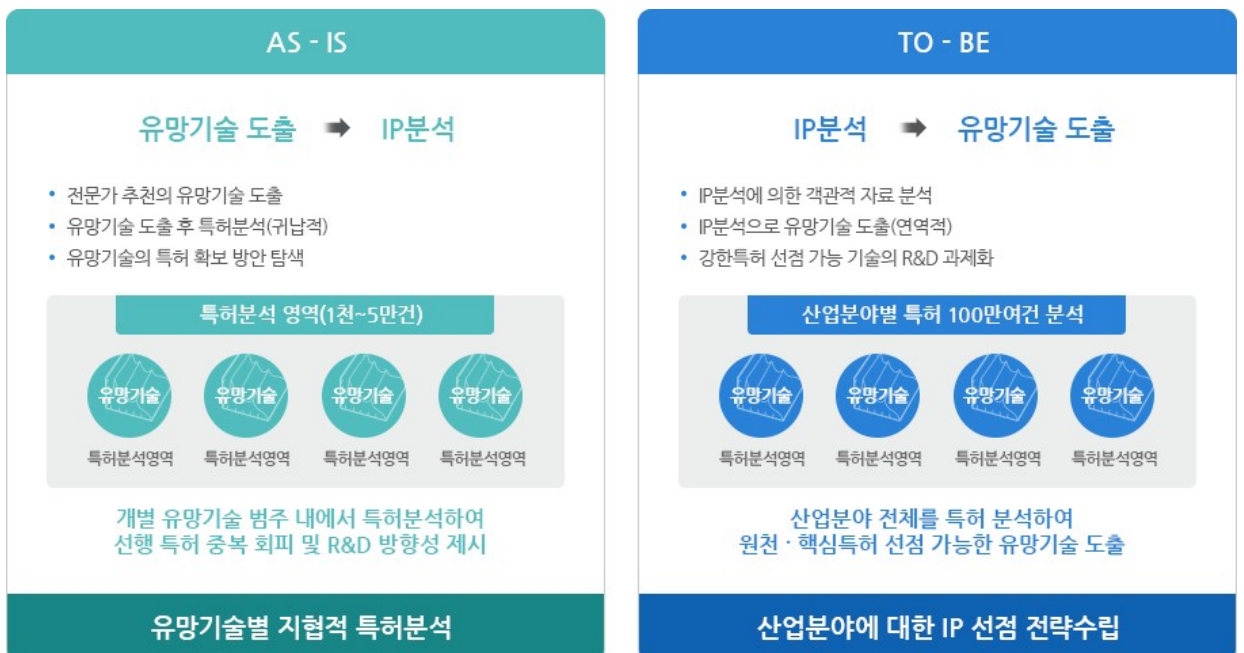 AS - IS
유망기술 도출 ➡ IP분석
• 전문가 추천의 유망기술 도출
• 유망기술 도출 후 특허분석(귀납적)
• 유망기술의 특허 확보 방안 탐색
특허분석 영역(1천~5만건)
유망기술 유망기술 유망기술 유망기술
특허분석영역 특허분석영역 특허분석영역 특허분석영역
개별 유망기술 범주 내에서 특허분석하여
선행 특허 중복 회피 및 R&D 방향성 제시
유망기술별 지협적 특허분석
TO - BE
IP분석 ➡ 유망기술 도출
• IP분석에 의한 객관적 자료 분석
• IP분석으로 유망기술 도출(연역적)
• 강한특허 선점 가능 기술의 R&D 과제화
산업분야별 특허 100만여건 분석
유망기술 유망기술 유망기술 유망기술
특허분석영역 특허분석영역 특허분석영역 특허분석영역
산업분야 전체를 특허 분석하여
원천 · 핵심특허 선점 가능한 유망기술 도출
산업분야에 대한 IP 선점 전략수립